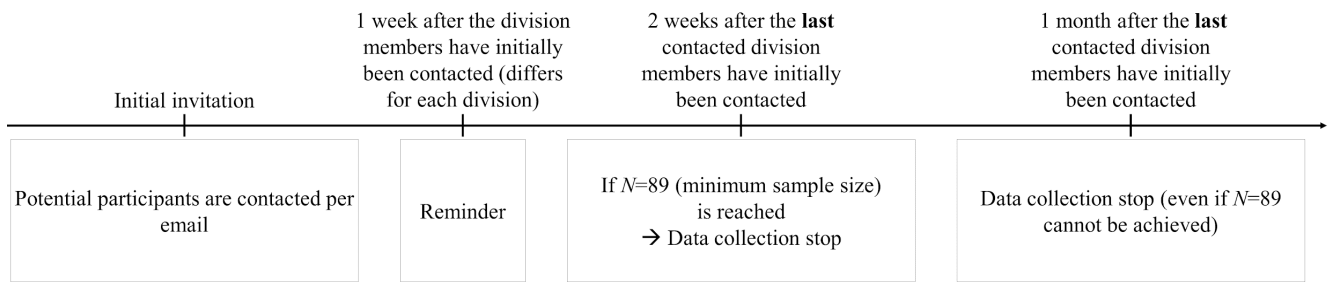 Initial invitation
1 week after the division
members have initially
been contacted (differs
for each division)
2 weeks after the last
contacted division
members have initially
been contacted
1 month after the last
contacted division
members have initially
been contacted
Potential participants are contacted per
email
Reminder
If N=89 (minimum sample size)
is reached
→ Data collection stop
Data collection stop (even if N=89
cannot be achieved)